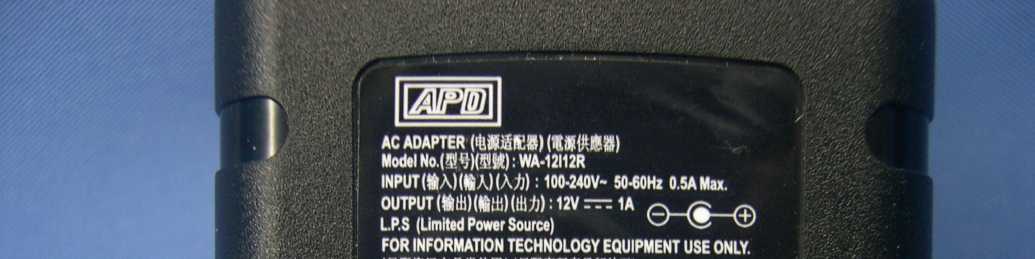 APD
AC ADAPTER (电源适配器) (電源供應器)
Model No.(型号)(型號) : WA-12I12R
INPUT (输入)(輸入)(入力) : 100-240V~ 50-60Hz 0.5A Max.
OUTPUT (输出)(輸出)(出力) : 12V ⎓ 1A
L.P.S (Limited Power Source)
FOR INFORMATION TECHNOLOGY EQUIPMENT USE ONLY.